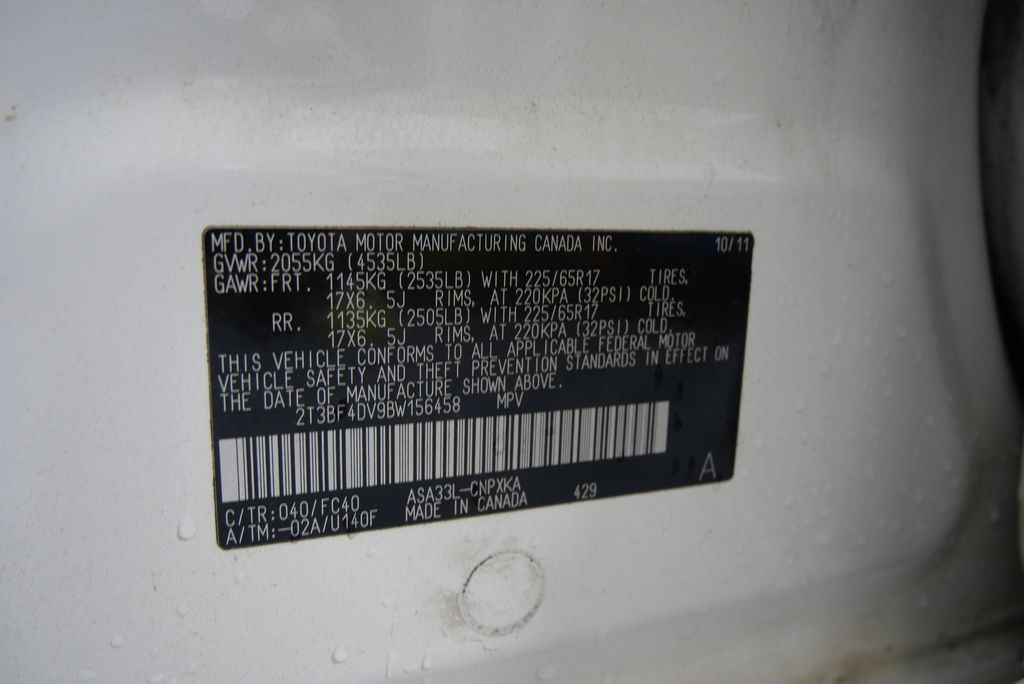 MFD. BY: TOYOTA MOTOR MANUFACTURING CANADA INC. 10/11
GVWR: 2055KG (4535LB)
GAWR: FRT. 1145KG (2535LB) WITH 225/65R17 TIRES,
17X6. 5J RIMS, AT 220KPA (32PSI) COLD.
RR. 1135KG (2505LB) WITH 225/65R17 TIRES,
17X6. 5J RIMS, AT 220KPA (32PSI) COLD.
THIS VEHICLE CONFORMS TO ALL APPLICABLE FEDERAL MOTOR
VEHICLE SAFETY AND THEFT PREVENTION STANDARDS IN EFFECT ON
THE DATE OF MANUFACTURE SHOWN ABOVE.
2T3BF4DV9BW156458 MPV
A
C/TR: 040/FC40 ASA33L-CNPXKA 429
A/TM: -02A/U140F MADE IN CANADA